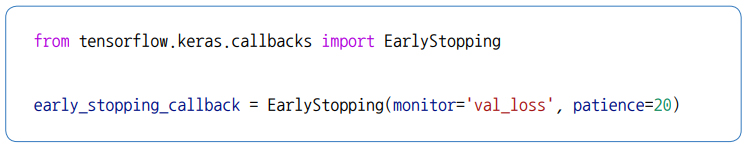 from tensorflow.keras.callbacks import EarlyStopping
early_stopping_callback = EarlyStopping(monitor='val_loss', patience=20)